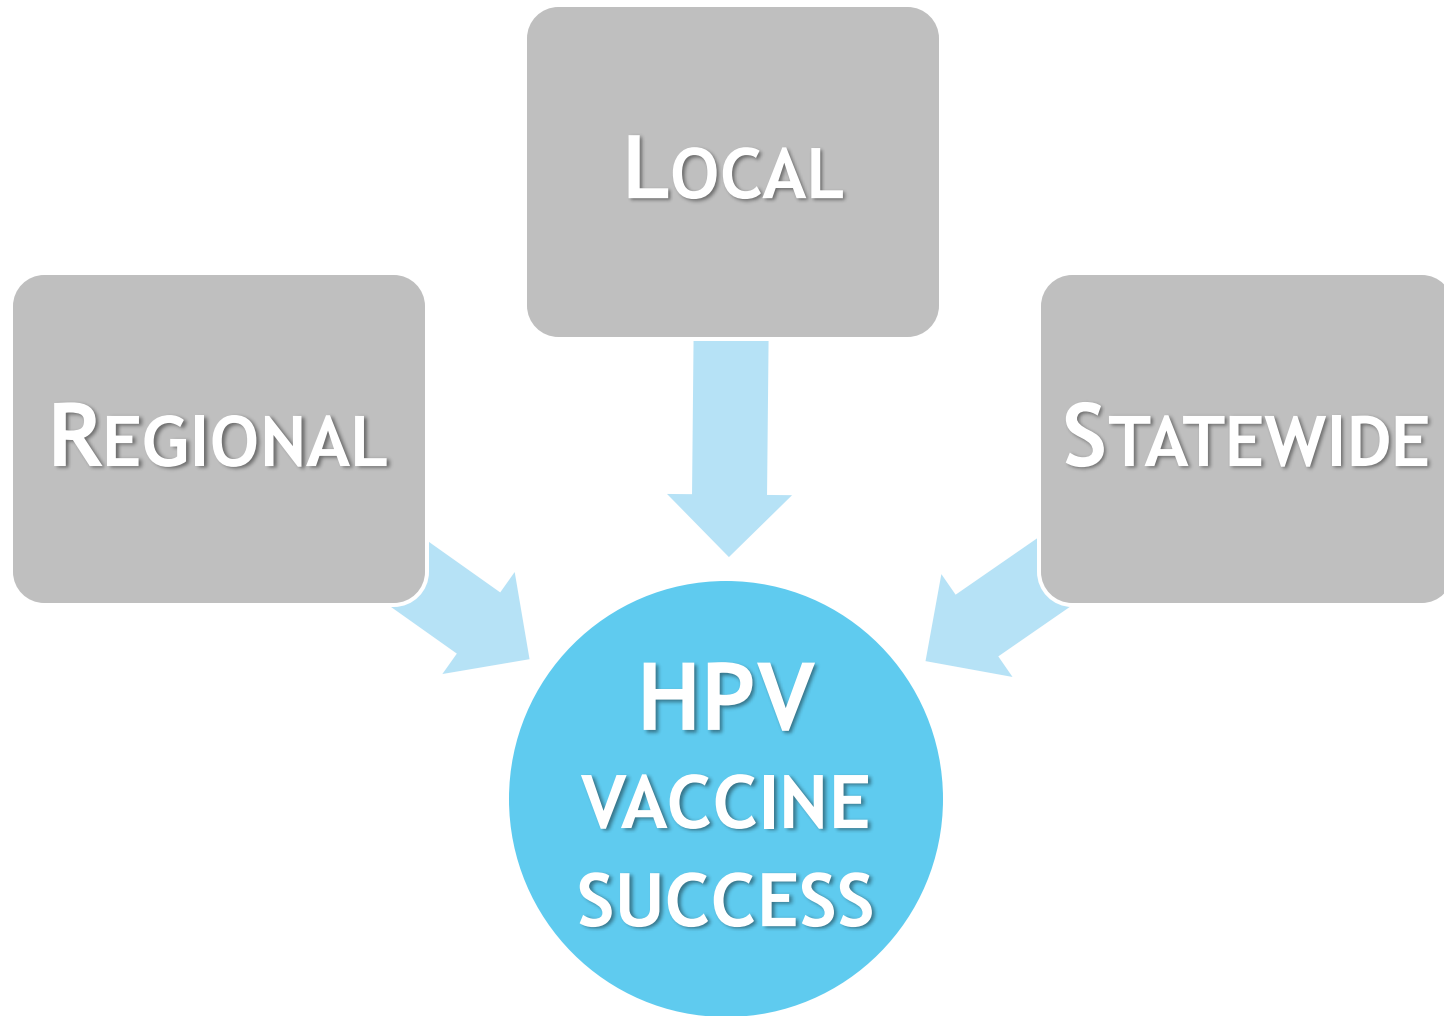 LOCAL
REGIONAL
STATEWIDE
HPV
VACCINE
SUCCESS